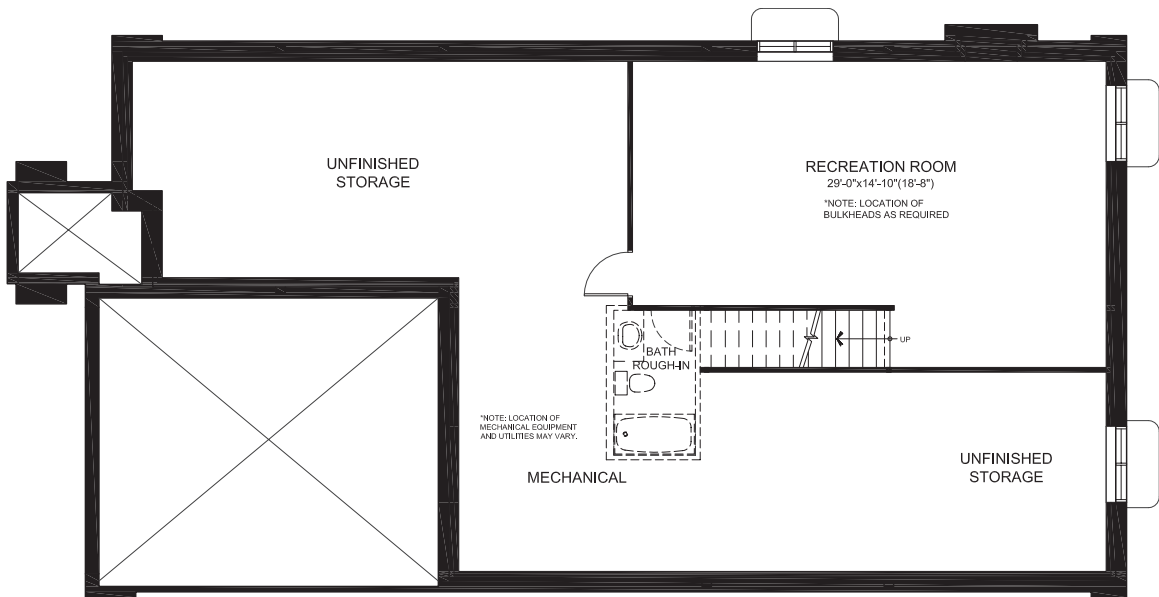 UNFINISHED
STORAGE
RECREATION ROOM
29'-0"x14'-10"(18'-8")
*NOTE: LOCATION OF
BULKHEADS AS REQUIRED
UP
BATH
ROUGH-IN
*NOTE: LOCATION OF
MECHANICAL EQUIPMENT
AND UTILITIES MAY VARY.
MECHANICAL
UNFINISHED
STORAGE